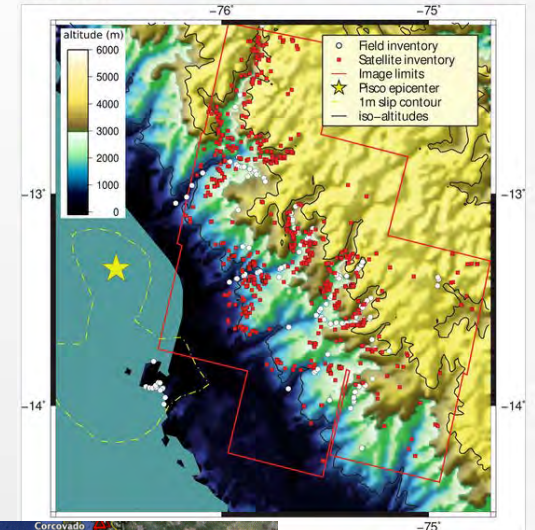 −76
−75
altitude (m)
6000
5000
4000
3000
2000
1000
0
Field inventory
Satellite inventory
Image limits
Pisco epicenter
1m slip contour
iso−altitudes
−13
−13
−14
−14
−75
Corcovado